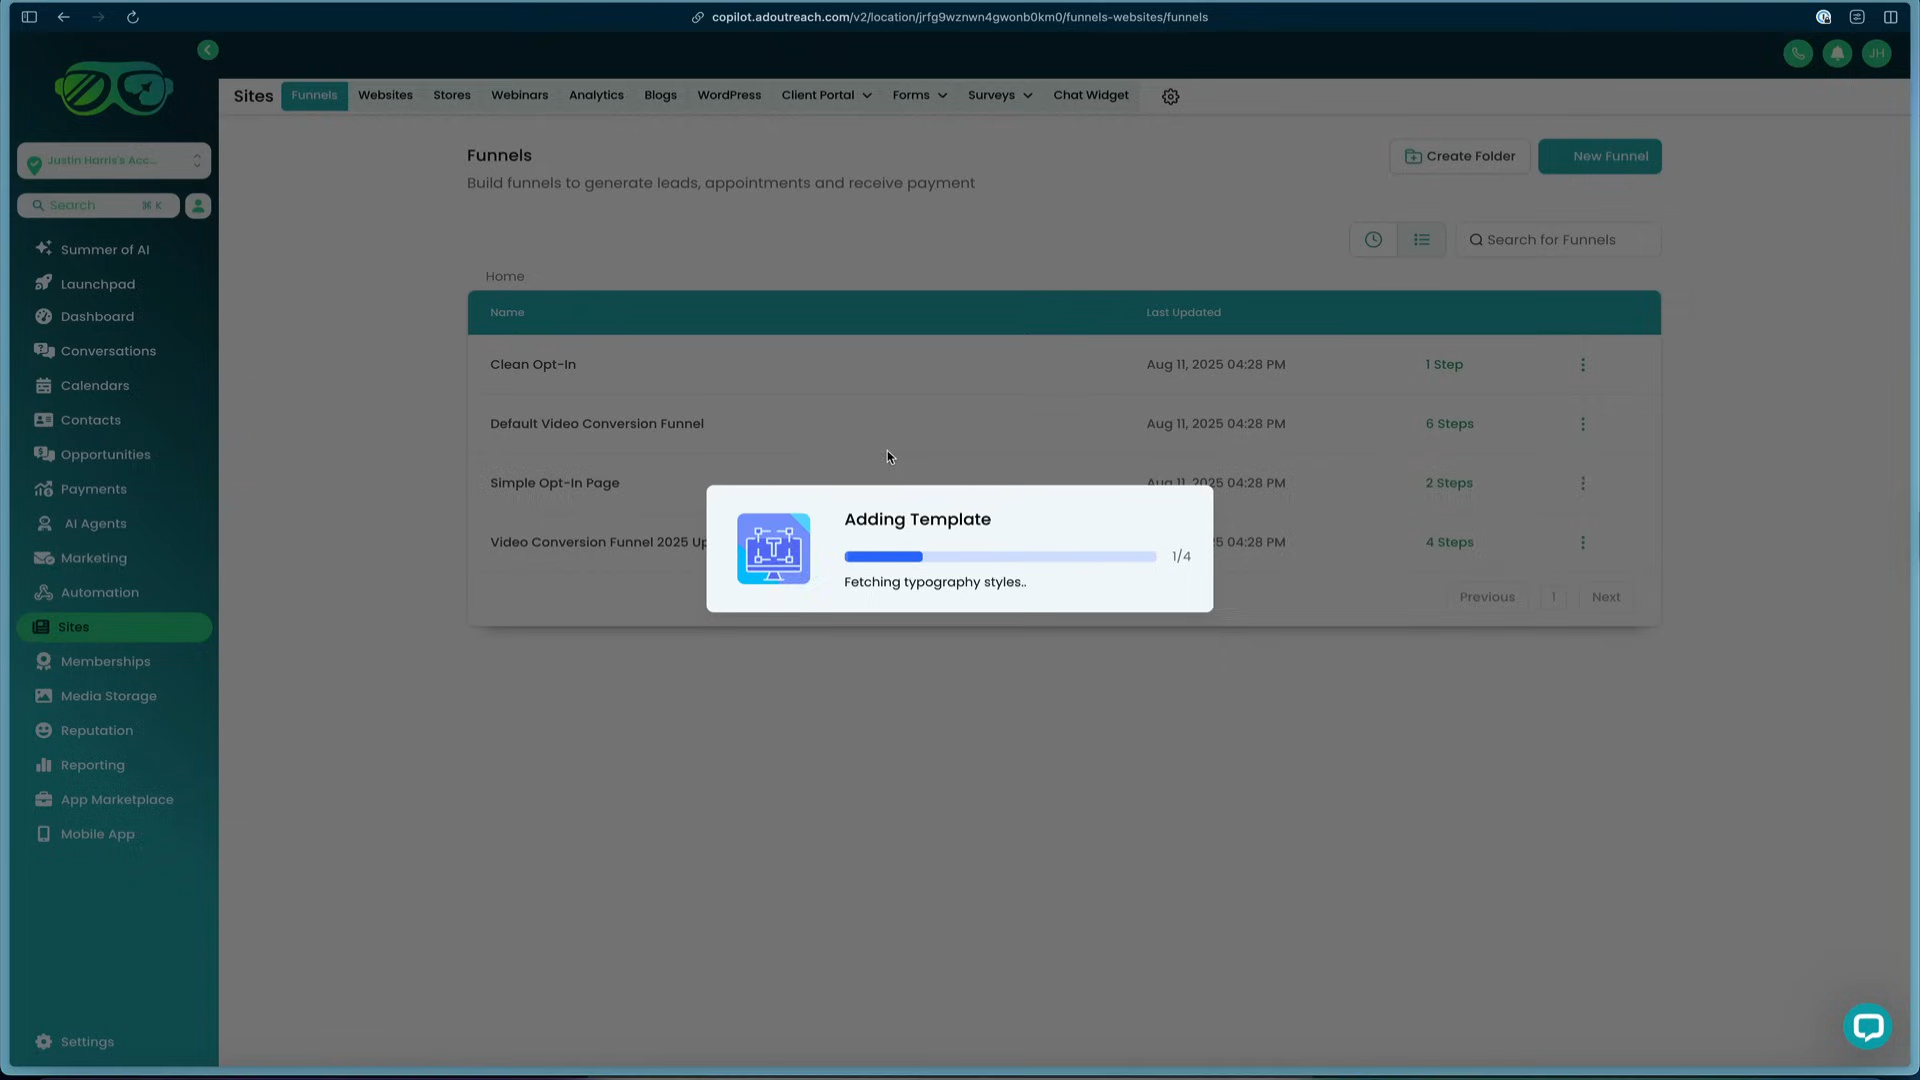 copilot.adoutreach.com/v2/location/jrfg9wznwn4gwonb0km0/funnels-websites/funnels
JH
Sites
Funnels
Websites
Stores
Webinars
Analytics
Blogs
WordPress
Client Portal
Forms
Surveys
Chat Widget
Justin Harris's Acc...
Search
⌘ K
Summer of AI
Launchpad
Dashboard
Conversations
Calendars
Contacts
Opportunities
Payments
AI Agents
Marketing
Automation
Sites
Memberships
Media Storage
Reputation
Reporting
App Marketplace
Mobile App
Settings
Funnels
Build funnels to generate leads, appointments and receive payment
Create Folder
New Funnel
Search for Funnels
Home
Name
Last Updated
Clean Opt-In
Aug 11, 2025 04:28 PM
1 Step
Default Video Conversion Funnel
Aug 11, 2025 04:28 PM
6 Steps
Simple Opt-In Page
Aug 11, 2025 04:28 PM
2 Steps
Video Conversion Funnel 2025 Up
5 04:28 PM
4 Steps
Adding Template
1/4
Fetching typography styles..
Previous
1
Next